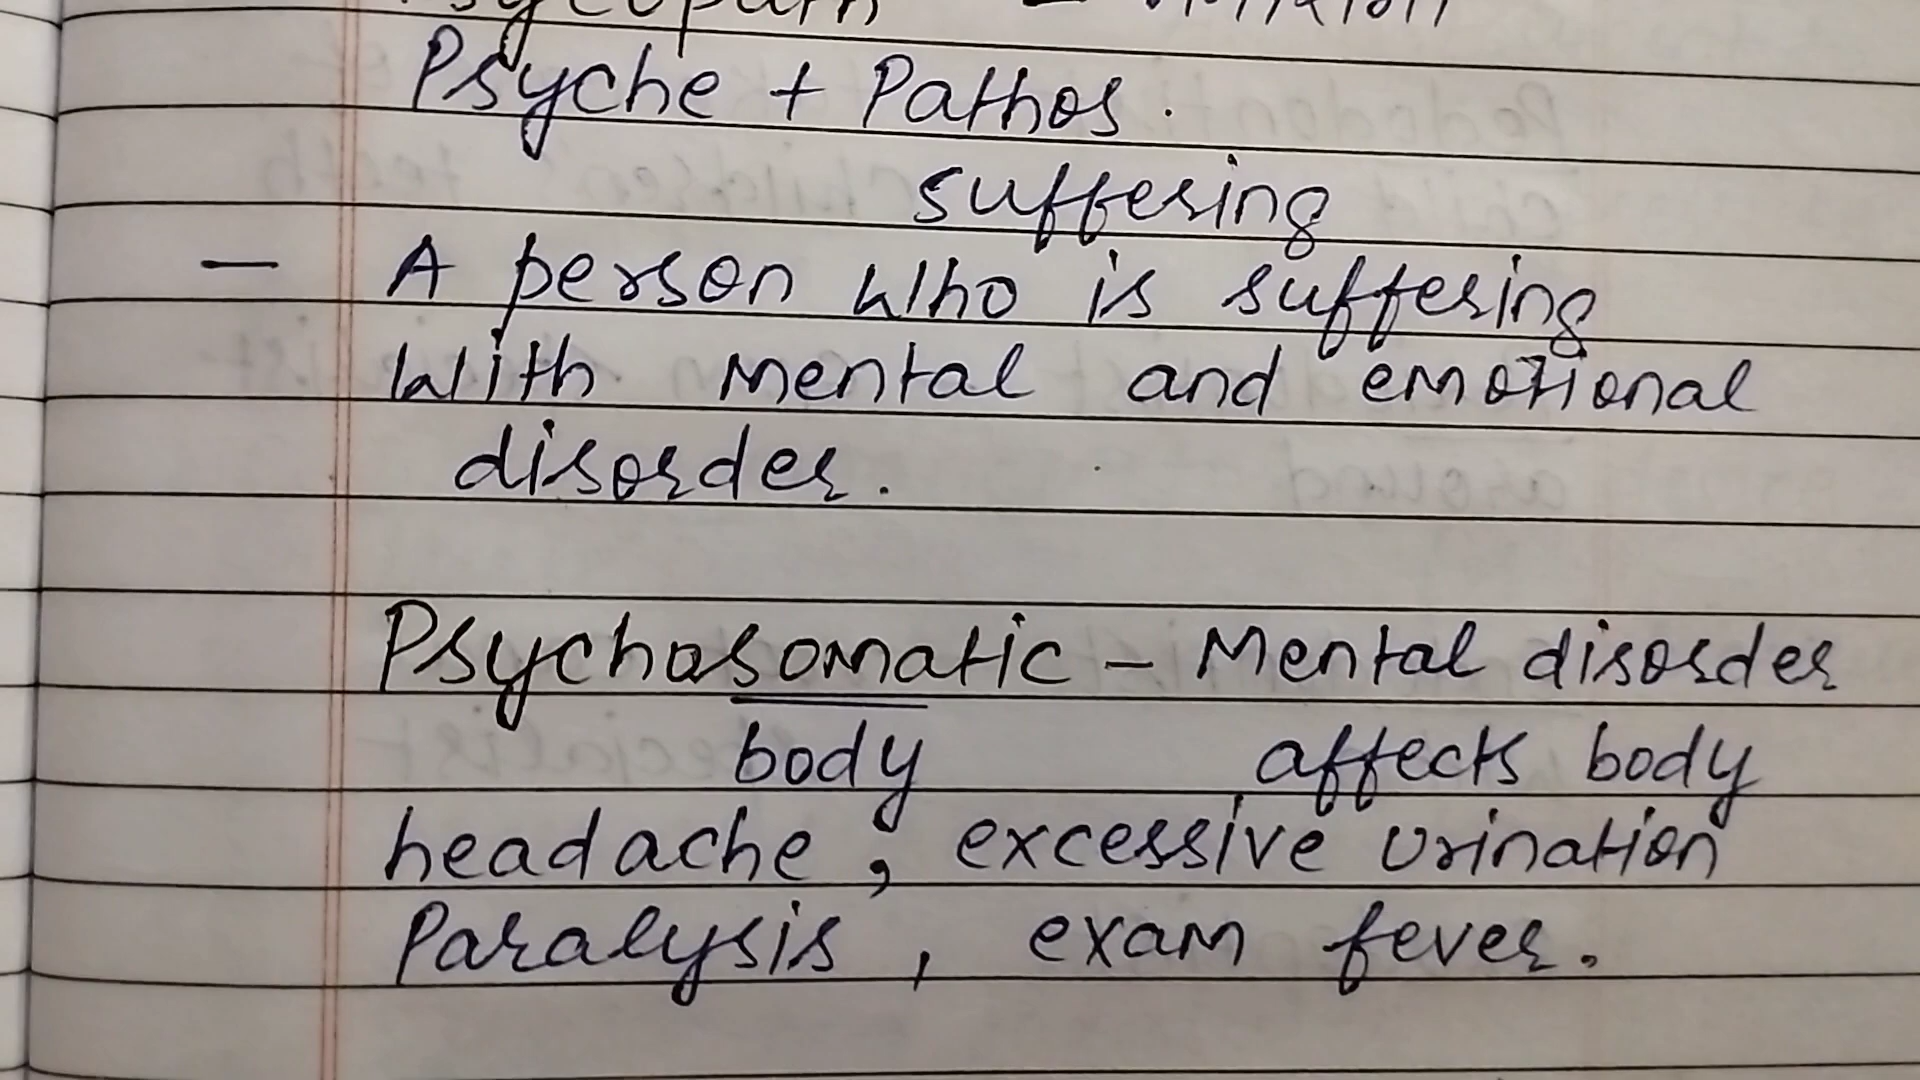 Psyche + Pathos.
suffering
— A person who is suffering
with mental and emotional
disorder.
Psychosomatic – Mental disorder
body affects body
headache, excessive urination
Paralysis, exam fever.